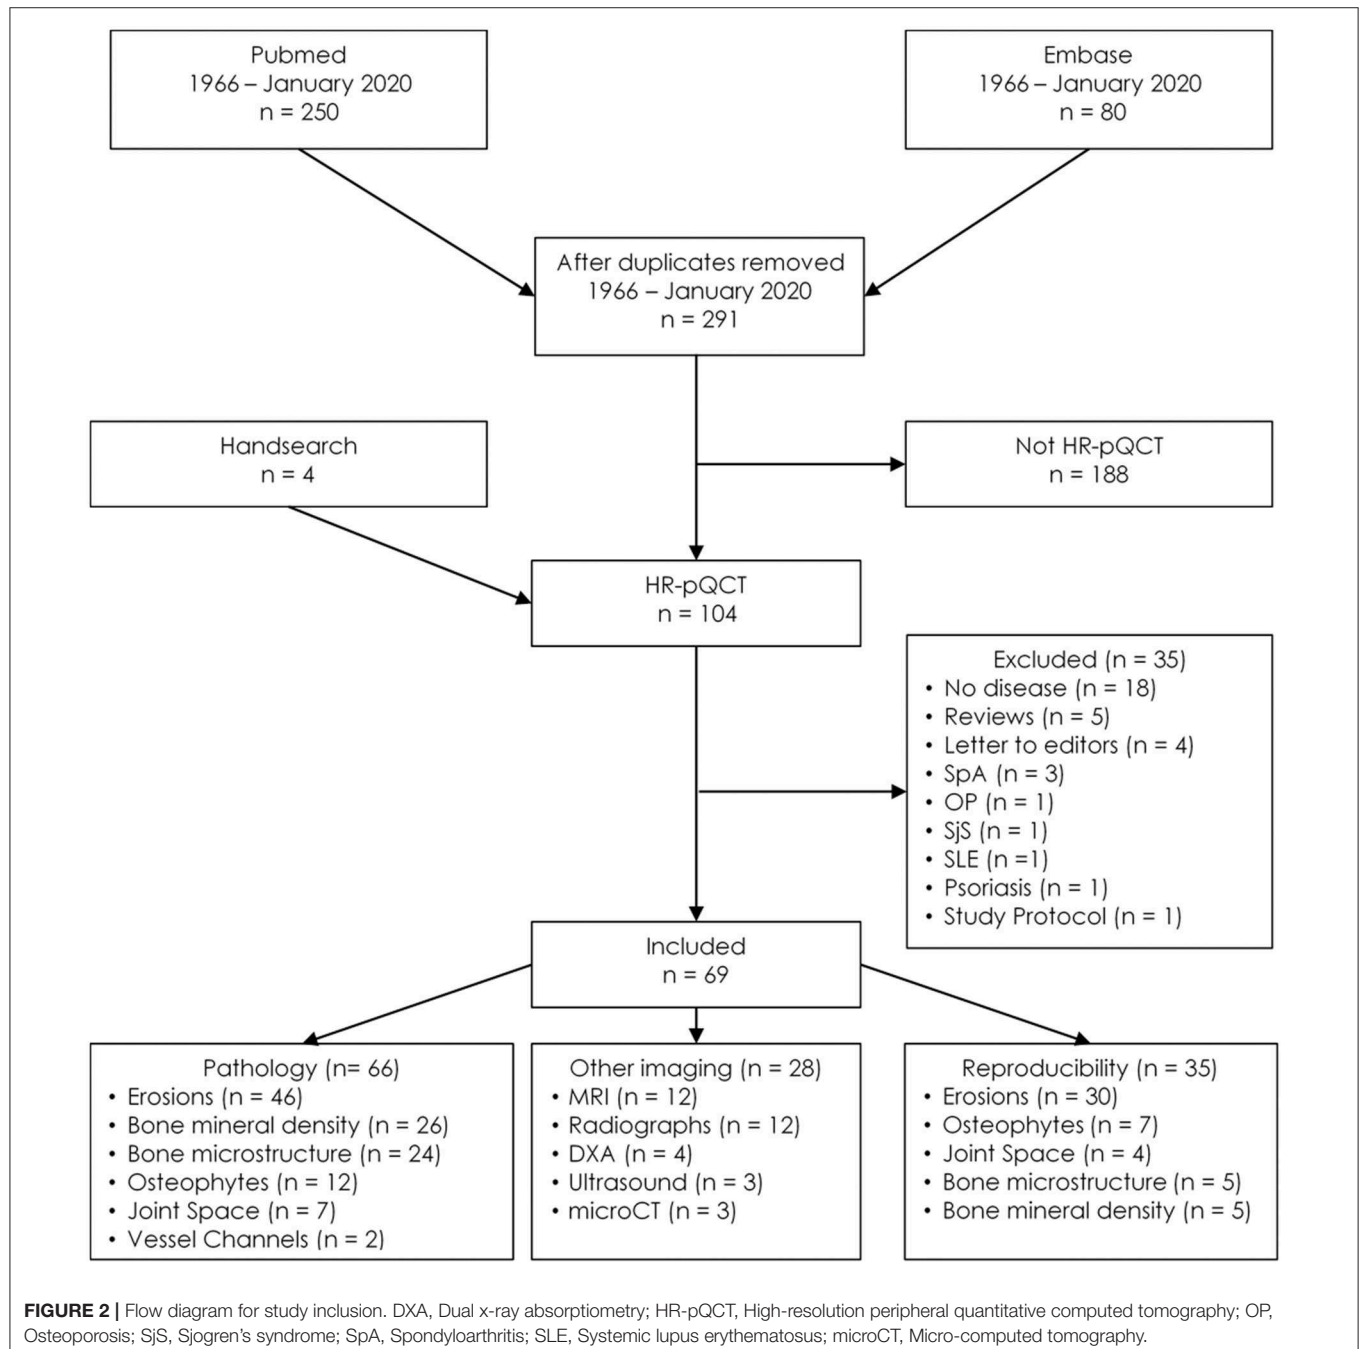 Pubmed
1966 – January 2020
n = 250
Embase
1966 – January 2020
n = 80
After duplicates removed
1966 – January 2020
n = 291
Handsearch
n = 4
Not HR-pQCT
n = 188
HR-pQCT
n = 104
Excluded (n = 35)
• No disease (n = 18)
• Reviews (n = 5)
• Letter to editors (n = 4)
• SpA (n = 3)
• OP (n = 1)
• SjS (n = 1)
• SLE (n =1)
• Psoriasis (n = 1)
• Study Protocol (n = 1)
Included
n = 69
Pathology (n= 66)
• Erosions (n = 46)
• Bone mineral density (n = 26)
• Bone microstructure (n = 24)
• Osteophytes (n = 12)
• Joint Space (n = 7)
• Vessel Channels (n = 2)
Other imaging (n = 28)
• MRI (n = 12)
• Radiographs (n = 12)
• DXA (n = 4)
• Ultrasound (n = 3)
• microCT (n = 3)
Reproducibility (n = 35)
• Erosions (n = 30)
• Osteophytes (n = 7)
• Joint Space (n = 4)
• Bone microstructure (n = 5)
• Bone mineral density (n = 5)
FIGURE 2 | Flow diagram for study inclusion. DXA, Dual x-ray absorptiometry; HR-pQCT, High-resolution peripheral quantitative computed tomography; OP,
Osteoporosis; SjS, Sjogren's syndrome; SpA, Spondyloarthritis; SLE, Systemic lupus erythematosus; microCT, Micro-computed tomography.